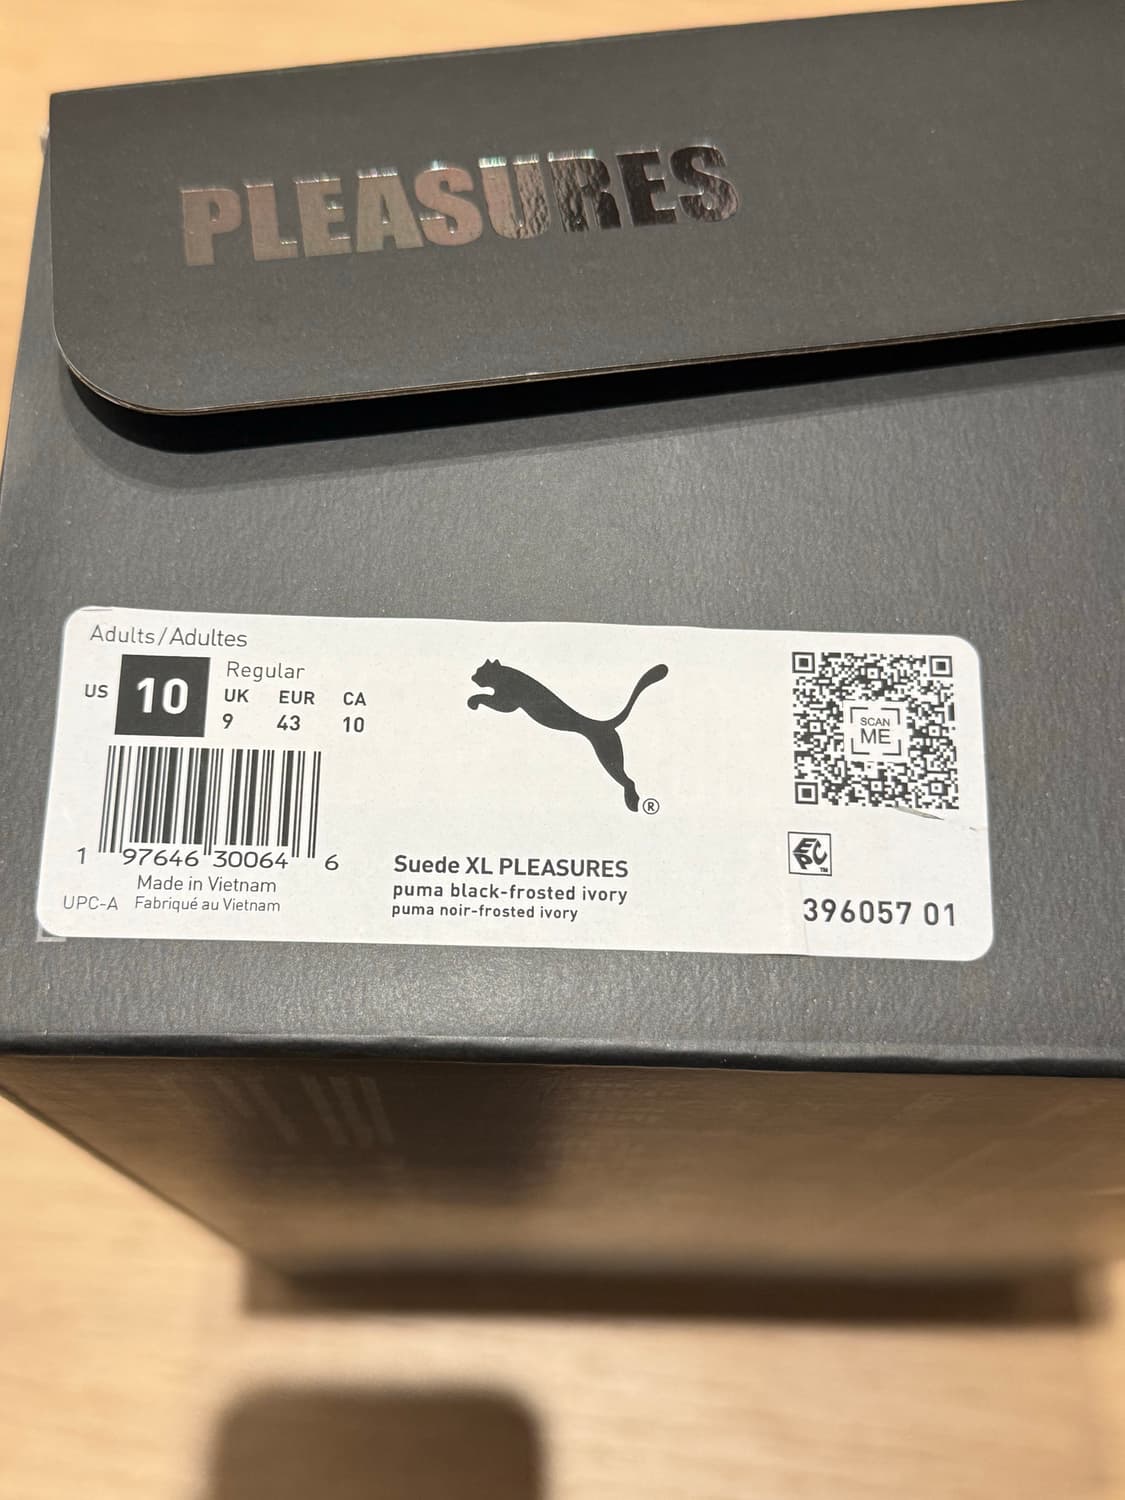 PLEASURES
Adults/Adultes
US 10
Regular
UK EUR CA
9 43 10
SCAN
ME
®
1 97646 30064 6
Made in Vietnam
UPC-A Fabriqué au Vietnam
Suede XL PLEASURES
puma black-frosted ivory
puma noir-frosted ivory
EPC™
396057 01